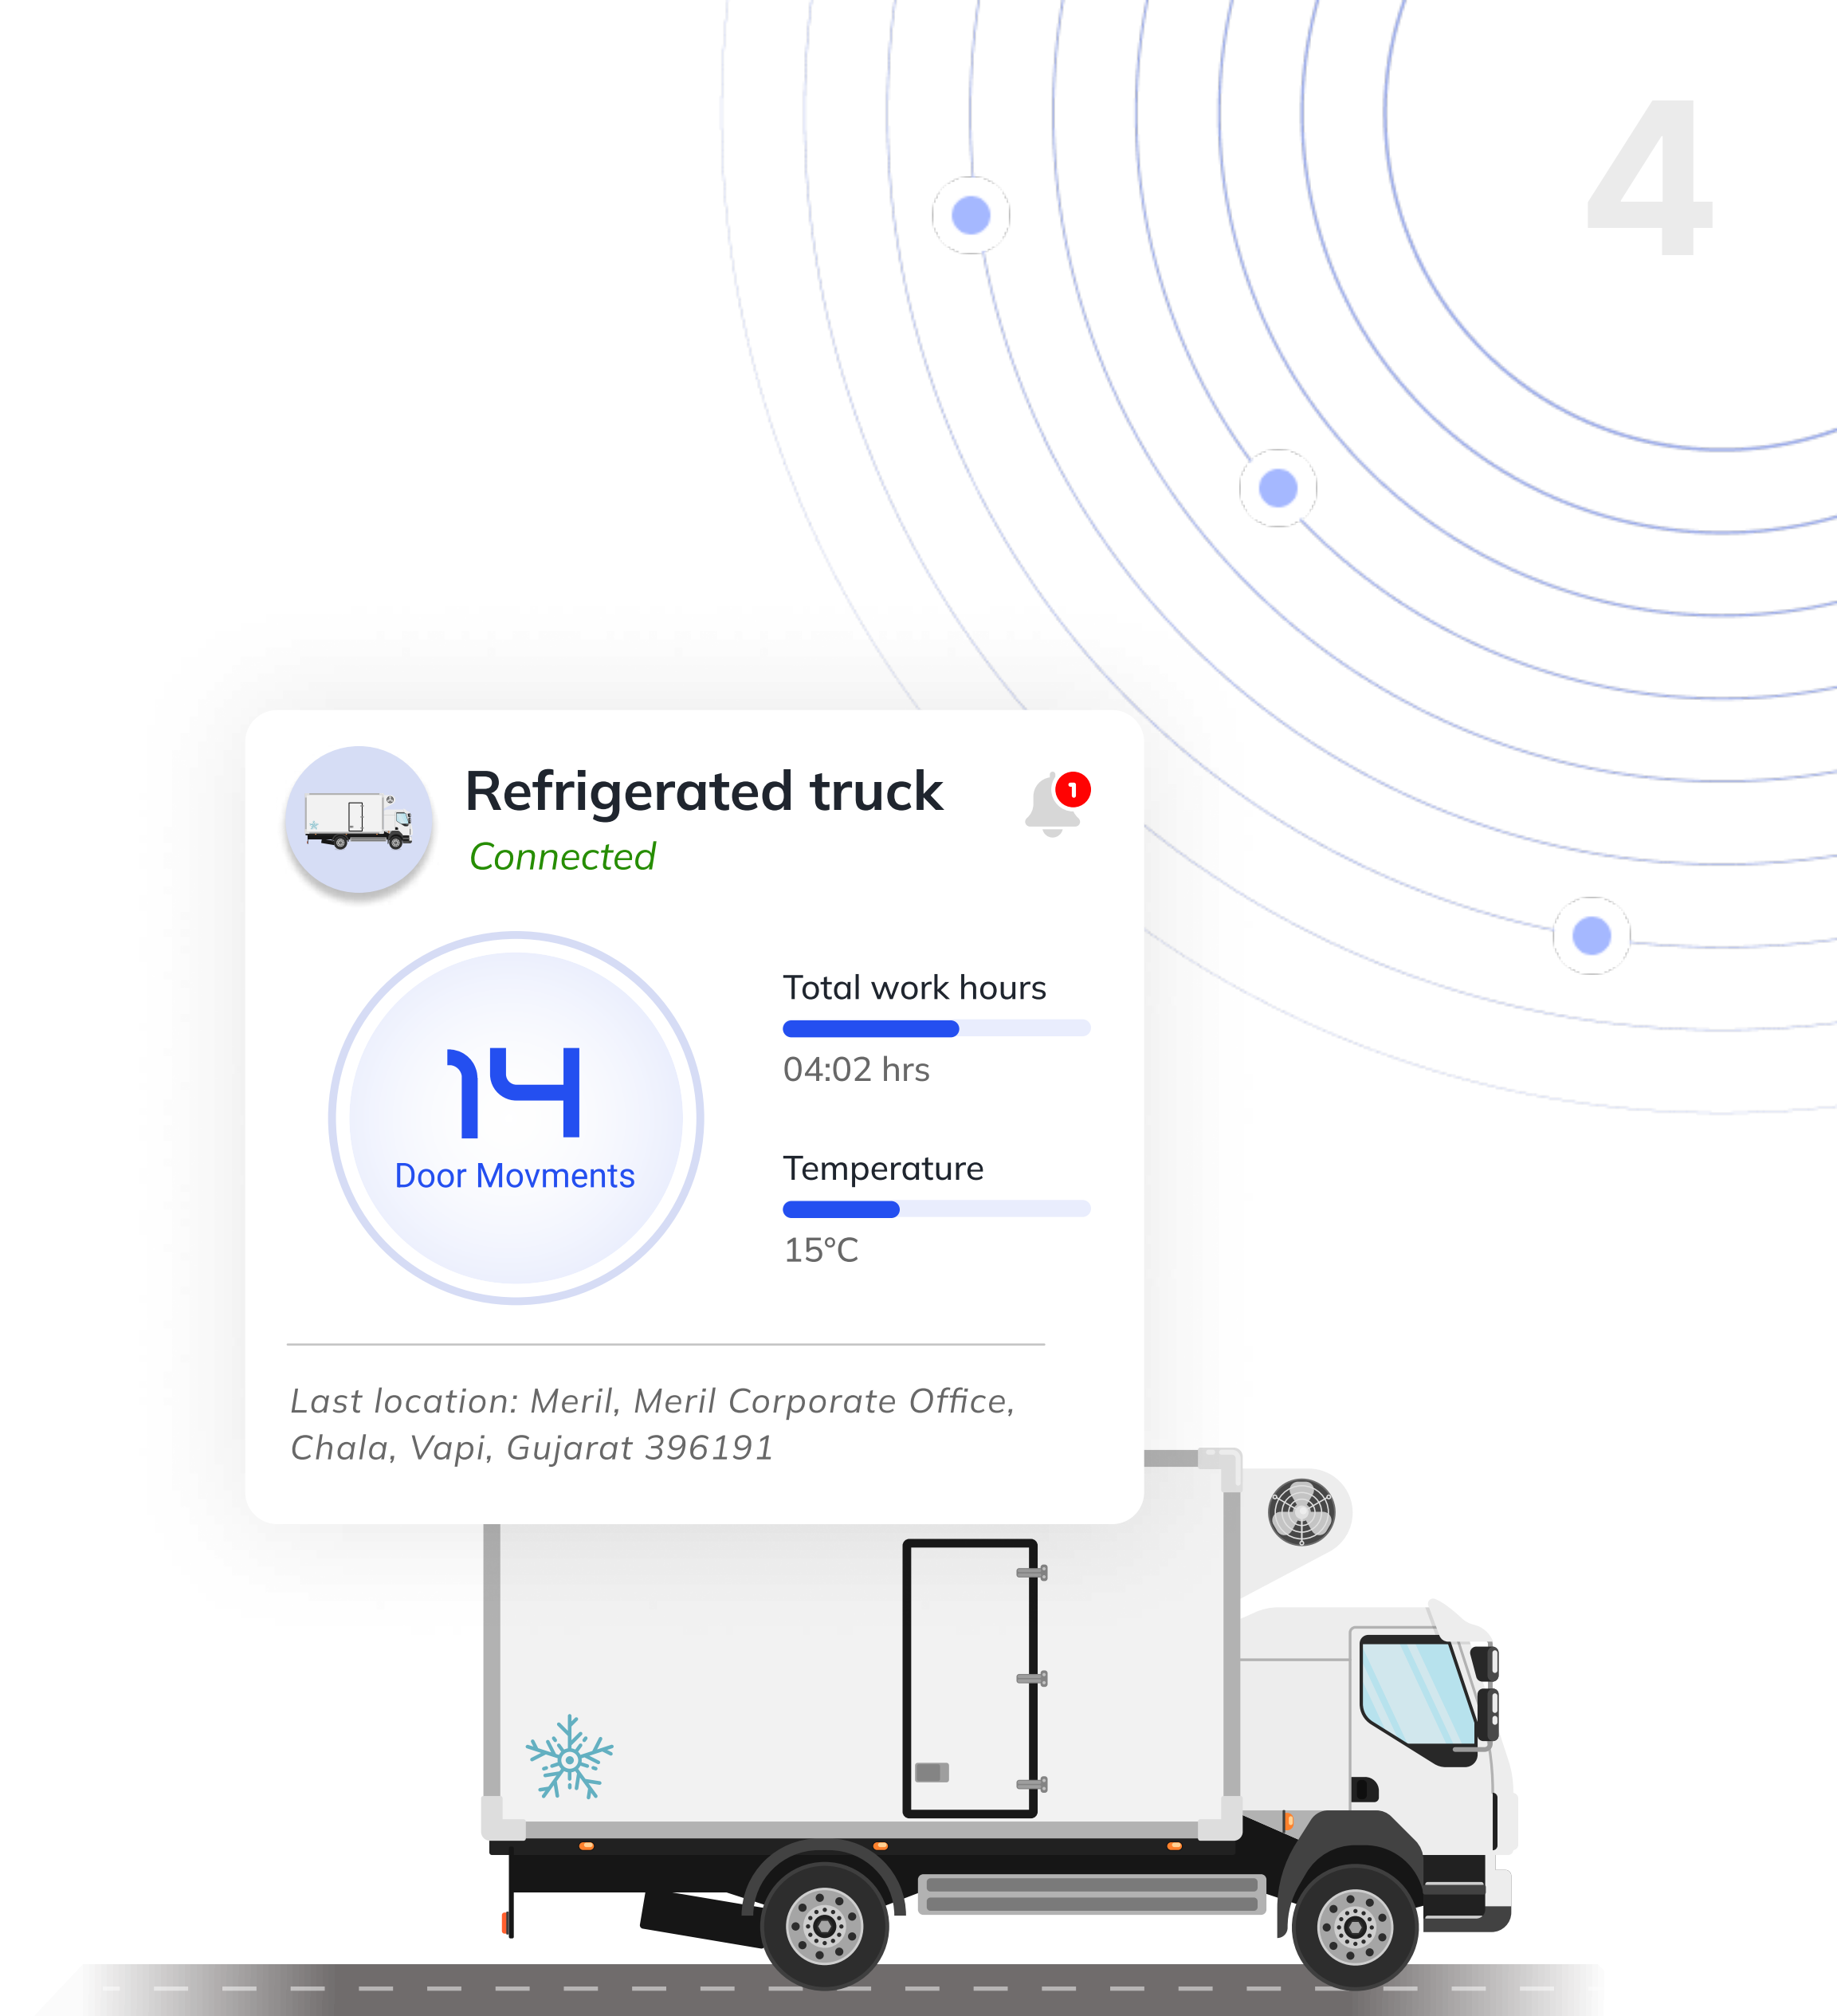 4
Refrigerated truck
1
Connected
14
Door Movments
Total work hours
04:02 hrs
Temperature
15°C
Last location: Meril, Meril Corporate Office,
Chala, Vapi, Gujarat 396191